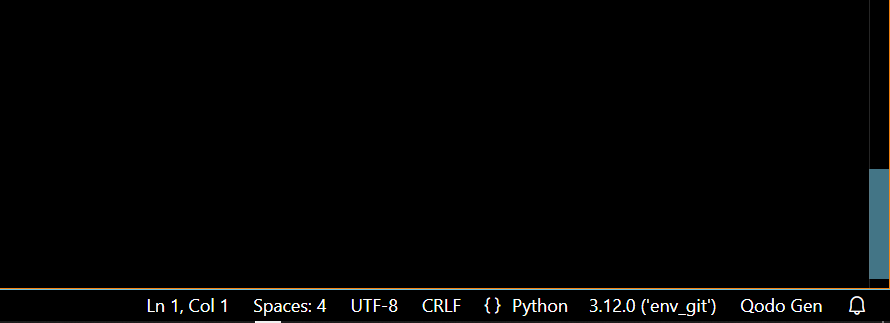 Ln 1, Col 1 Spaces: 4 UTF-8 CRLF {} Python 3.12.0 ('env_git') Qodo Gen